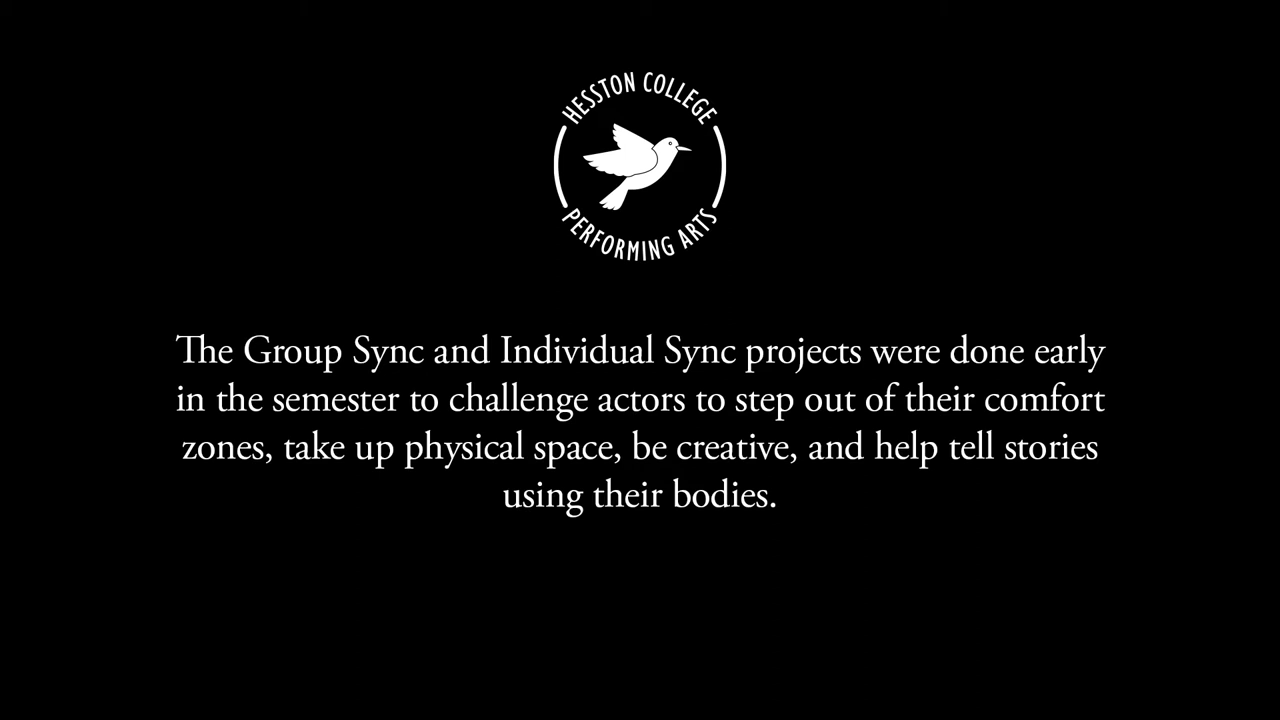 HESSTON COLLEGE
PERFORMING ARTS
The Group Sync and Individual Sync projects were done early
in the semester to challenge actors to step out of their comfort
zones, take up physical space, be creative, and help tell stories
using their bodies.